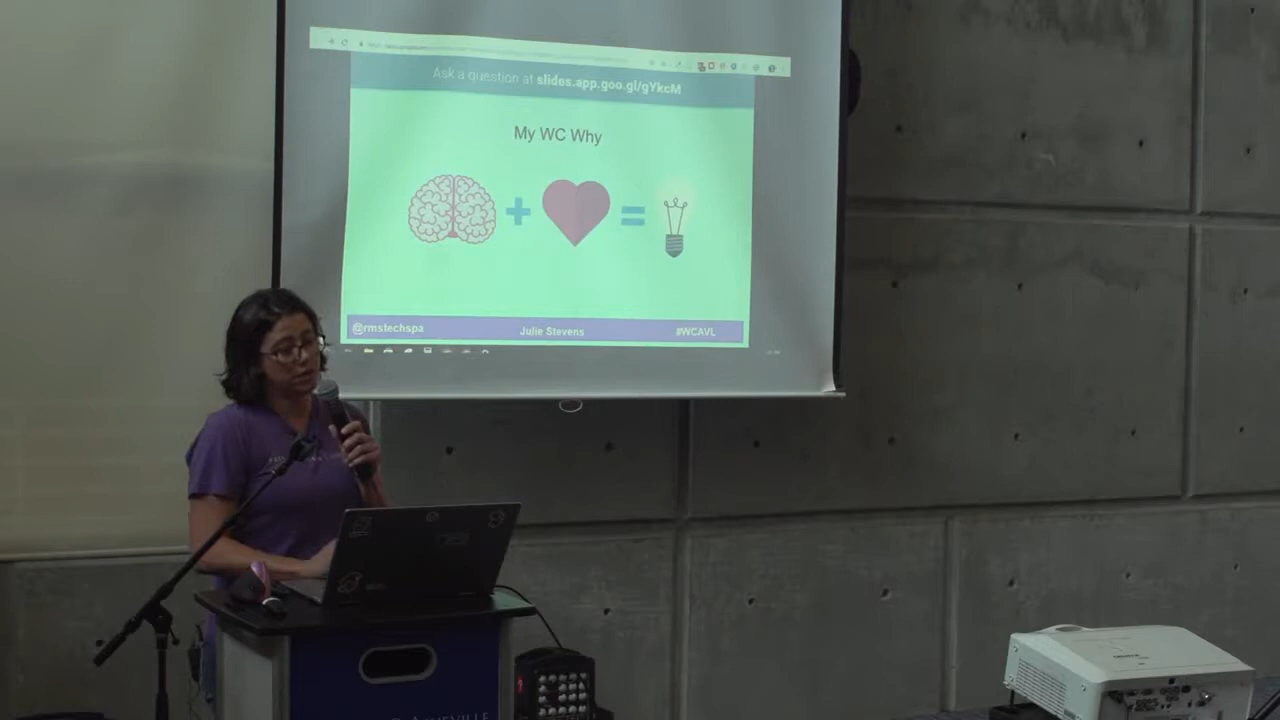 Ask a question at slides.app.goo.gl/gYkcM
My WC Why
@rmstechspa
Julie Stevens
#WCAVL